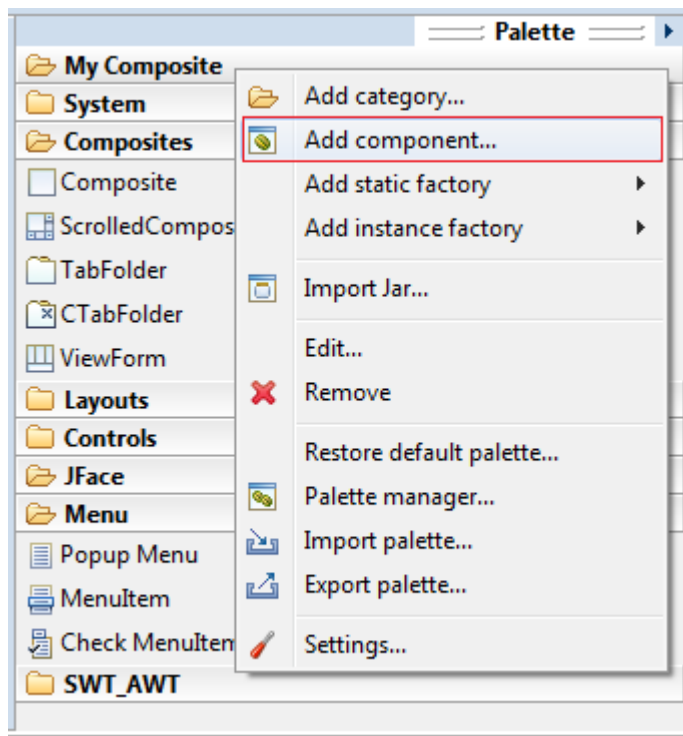 Palette
My Composite
System
Composites
Composite
ScrolledCompos
TabFolder
CTabFolder
ViewForm
Layouts
Controls
JFace
Menu
Popup Menu
MenuItem
Check MenuItem
SWT_AWT
Add category...
Add component...
Add static factory
Add instance factory
Import Jar...
Edit...
Remove
Restore default palette...
Palette manager...
Import palette...
Export palette...
Settings...